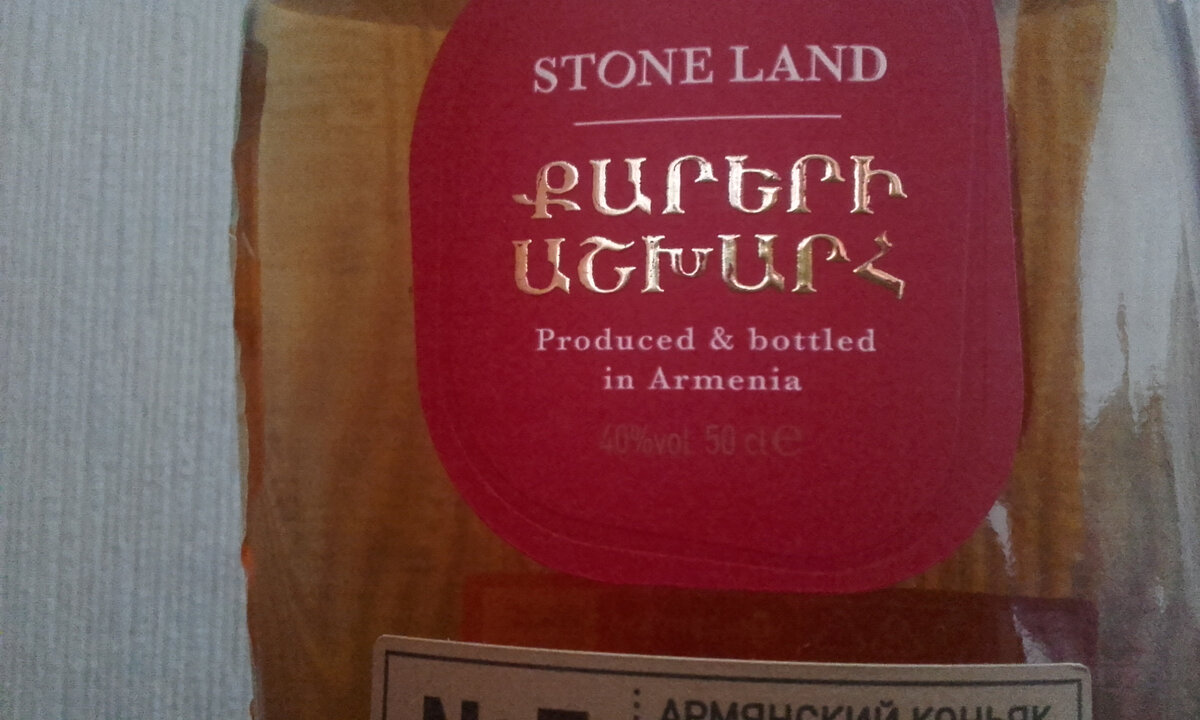 STONE LAND
ՔԱՐԵՐԻ
ԱՇԽԱՐՀ
Produced & bottled
in Armenia
40%vol. 50 cl ℮
АРМЯНСКИЙ КОНЬЯК